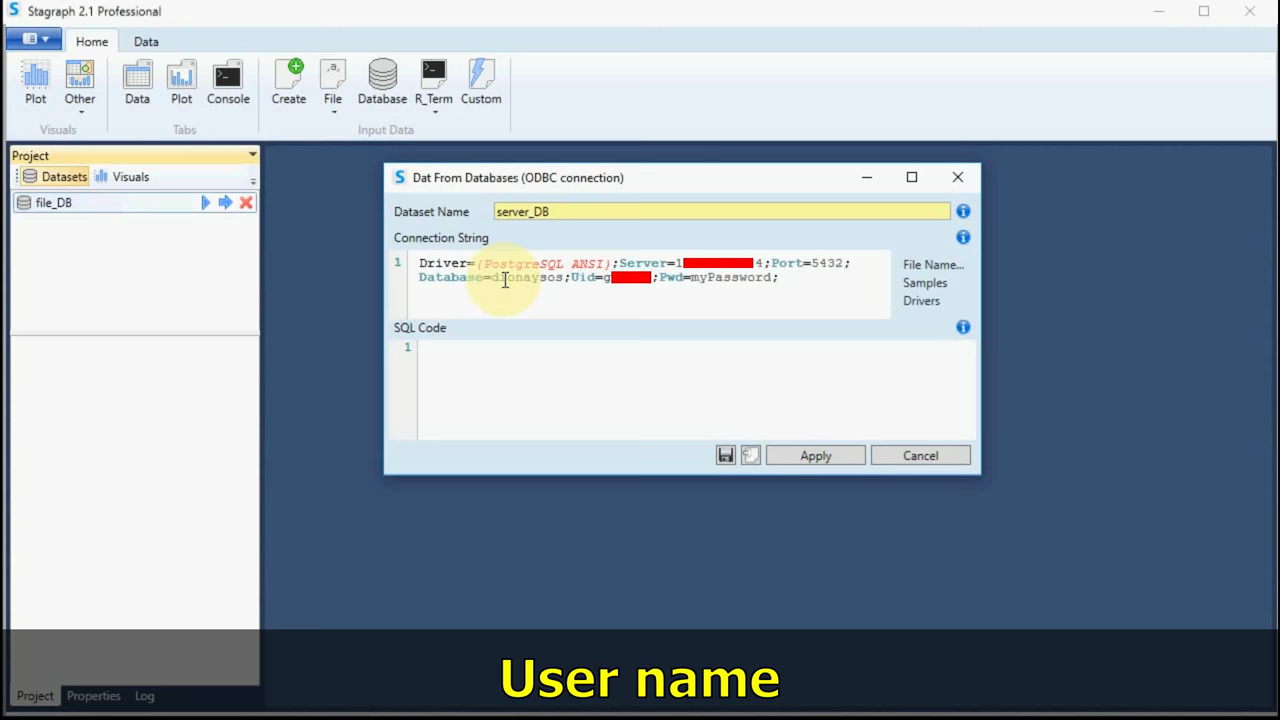 Stagraph 2.1 Professional
Home
Data
Plot
Other
Data
Plot
Console
Create
File
Database
R_Term
Custom
Visuals
Tabs
Input Data
Project
Datasets
Visuals
file_DB
Dat From Databases (ODBC connection)
Dataset Name
server_DB
Connection String
1
Driver={PostgreSQL ANSI};Server=1 4;Port=5432;
Database=dionaysos;Uid=g ;Pwd=myPassword;
File Name...
Samples
Drivers
SQL Code
1
Apply
Cancel
User name
Project
Properties
Log